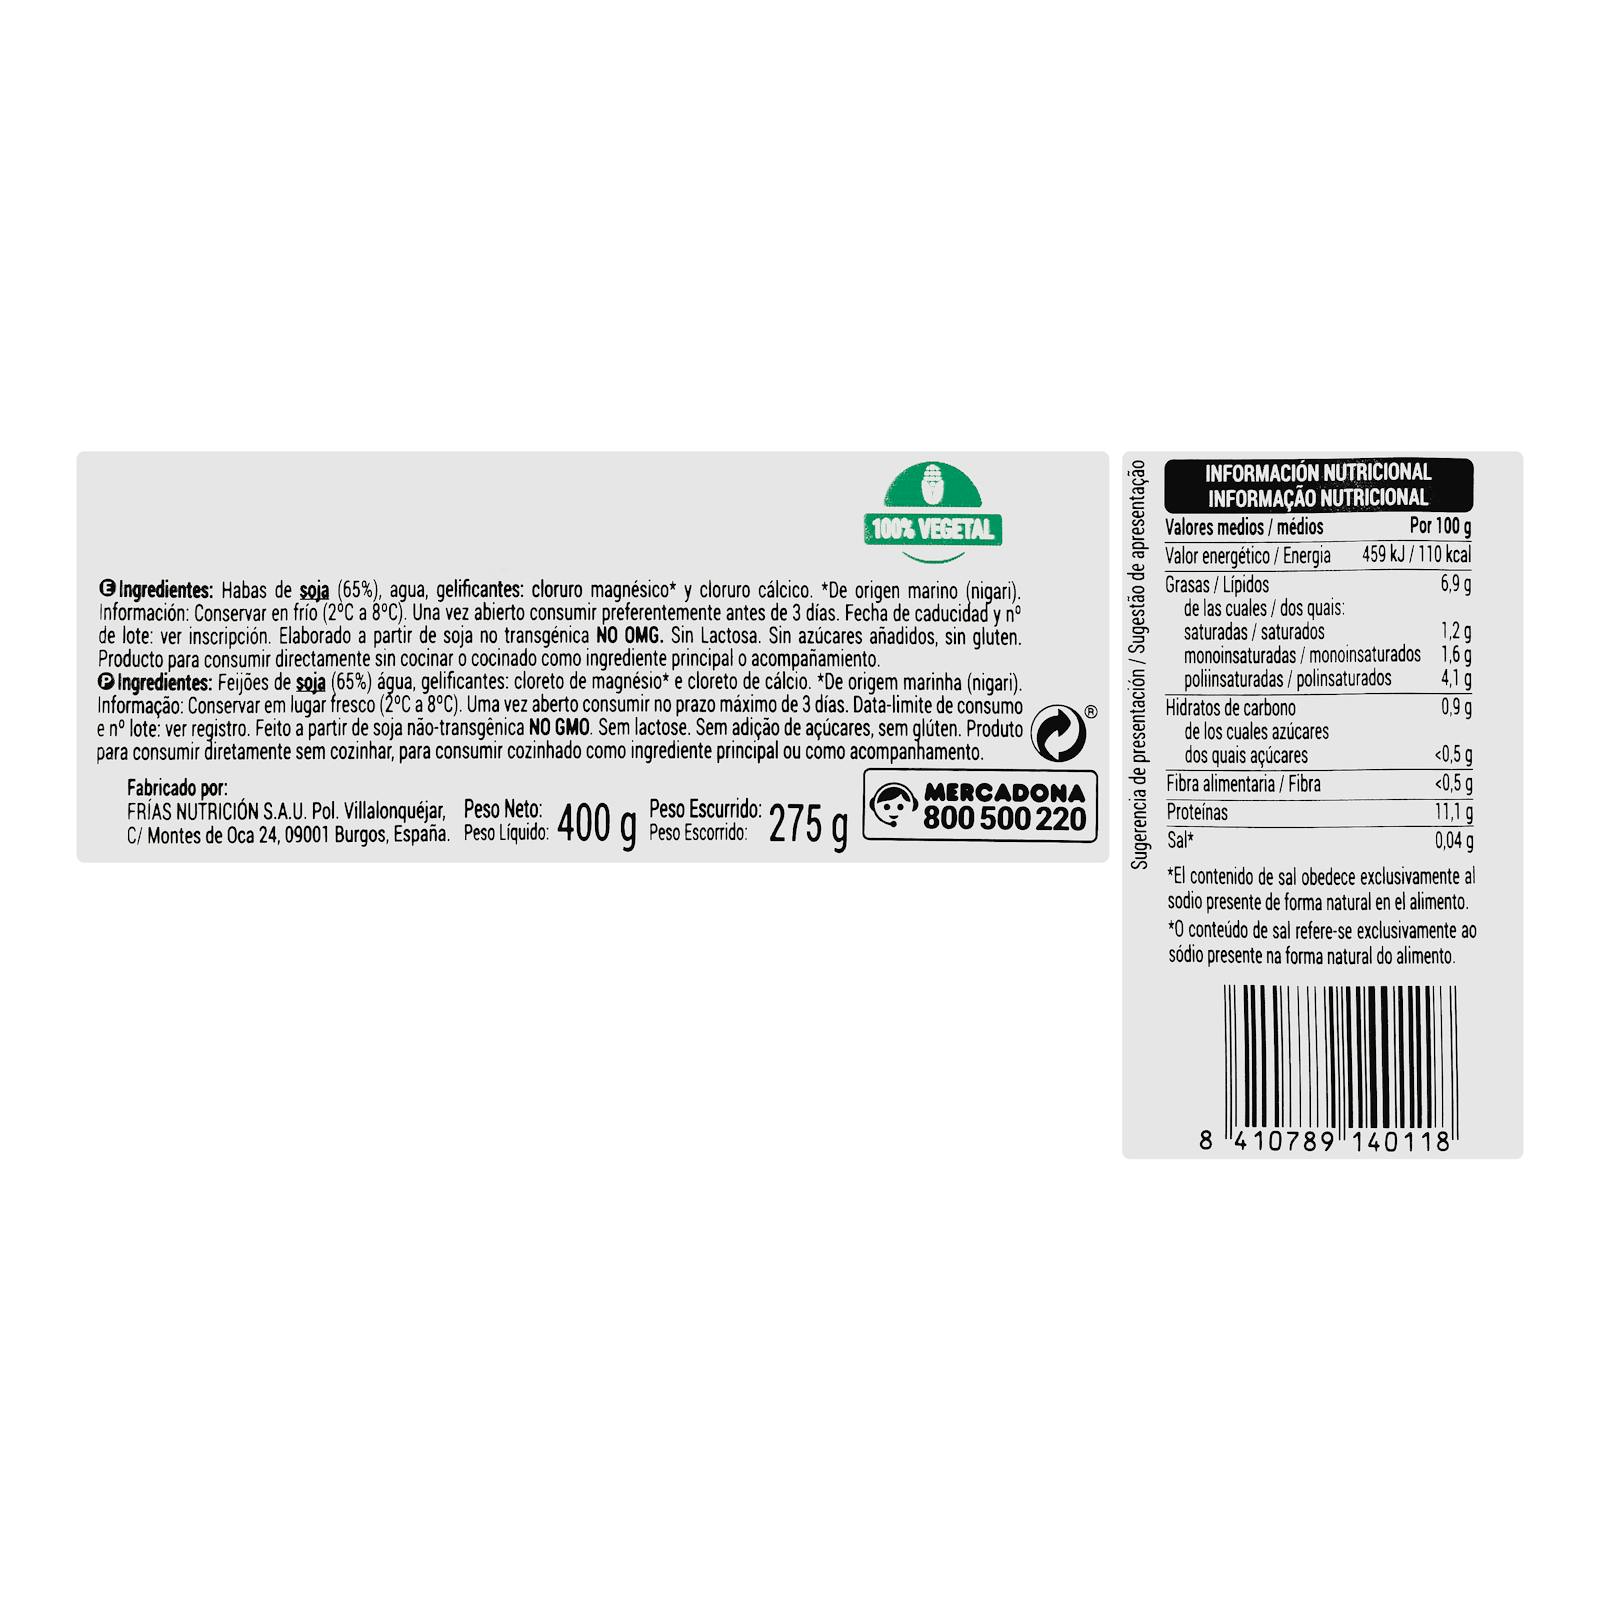 100% VEGETAL
E Ingredientes: Habas de soja (65%), agua, gelificantes: cloruro magnésico* y cloruro cálcico. *De origen marino (nigari).
Información: Conservar en frío (2ºC a 8ºC). Una vez abierto consumir preferentemente antes de 3 días. Fecha de caducidad y nº
de lote: ver inscripción. Elaborado a partir de soja no transgénica NO OMG. Sin Lactosa. Sin azúcares añadidos, sin gluten.
Producto para consumir directamente sin cocinar o cocinado como ingrediente principal o acompañamiento.
P Ingredientes: Feijões de soja (65%) água, gelificantes: cloreto de magnésio* e cloreto de cálcio. *De origem marinha (nigari).
Informação: Conservar em lugar fresco (2ºC a 8ºC). Uma vez aberto consumir no prazo máximo de 3 días. Data-limite de consumo
e nº lote: ver registro. Feito a partir de soja não-transgênica NO GMO. Sem lactose. Sem adição de açúcares, sem glúten. Produto
para consumir diretamente sem cozinhar, para consumir cozinhado como ingrediente principal ou como acompanhamento.
®
Fabricado por:
FRÍAS NUTRICIÓN S.A.U. Pol. Villalonquéjar,
C/ Montes de Oca 24, 09001 Burgos, España.
Peso Neto:
Peso Líquido:
400 g
Peso Escurrido:
Peso Escorrido:
275 g
MERCADONA
800 500 220
Sugerencia de presentación / Sugestão de apresentação
INFORMACIÓN NUTRICIONAL
INFORMAÇÃO NUTRICIONAL
Valores medios / médios Por 100 g
Valor energético / Energia 459 kJ / 110 kcal
Grasas / Lípidos 6,9 g
de las cuales / dos quais:
saturadas / saturados 1,2 g
monoinsaturadas / monoinsaturados 1,6 g
poliinsaturadas / polinsaturados 4,1 g
Hidratos de carbono 0,9 g
de los cuales azúcares
dos quais açúcares <0,5 g
Fibra alimentaria / Fibra <0,5 g
Proteínas 11,1 g
Sal* 0,04 g
*El contenido de sal obedece exclusivamente al
sodio presente de forma natural en el alimento.
*O conteúdo de sal refere-se exclusivamente ao
sódio presente na forma natural do alimento.
8 410789 140118